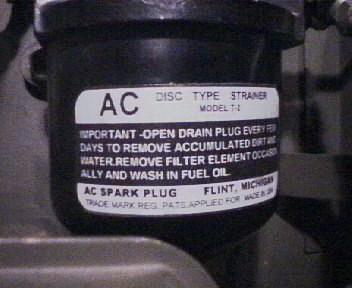 AC DISC TYPE STRAINER
MODEL T-2
IMPORTANT -OPEN DRAIN PLUG EVERY FEW
DAYS TO REMOVE ACCUMULATED DIRT AND
WATER.REMOVE FILTER ELEMENT OCCASION
ALLY AND WASH IN FUEL OIL.
AC SPARK PLUG FLINT, MICHIGAN
TRADE MARK REG. PATS.APPLIED FOR MADE IN USA